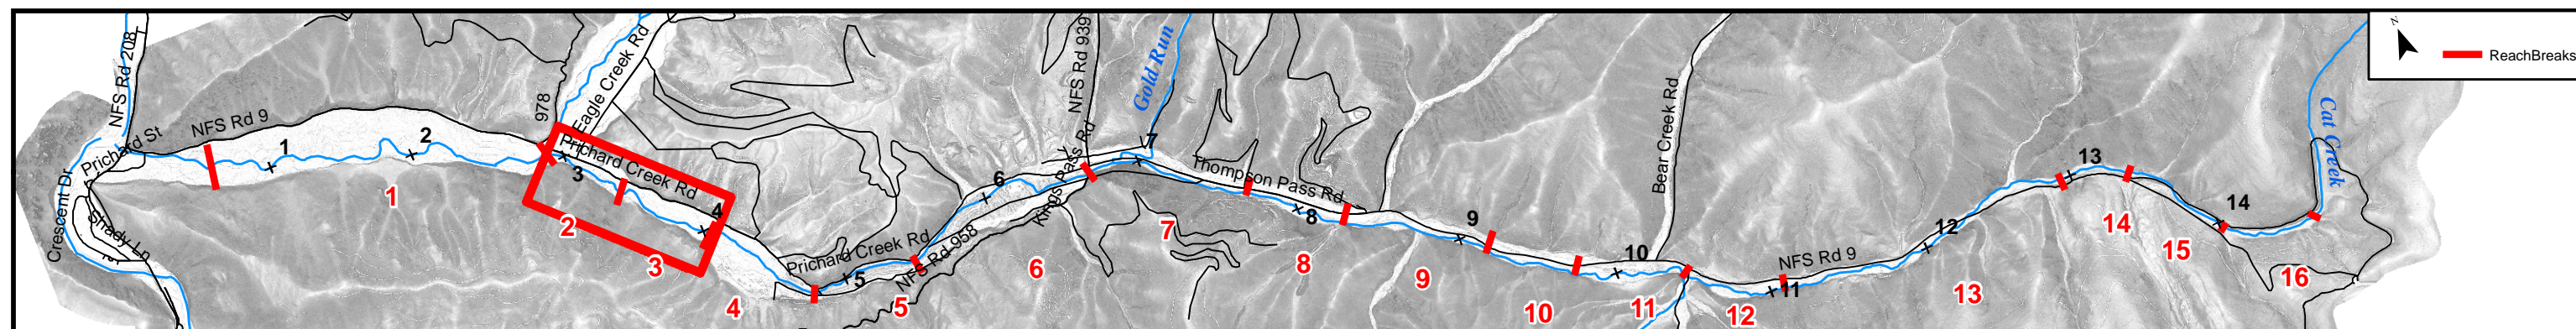 NFS Rd 208
Prichard St
NFS Rd 9
Crescent Dr
Shady Ln
1
2
1
978
Eagle Creek Rd
Prichard Creek Rd
3
4
2
3
4
Prichard Creek Rd
NFS Rd 958
5
5
6
Kings Pass Rd
NFS Rd 939
Gold Run
7
6
7
Thompson Pass Rd
8
8
9
9
10
10
Bear Creek Rd
11
12
11
NFS Rd 9
12
13
13
14
14
15
16
Cat Creek
N
ReachBreaks